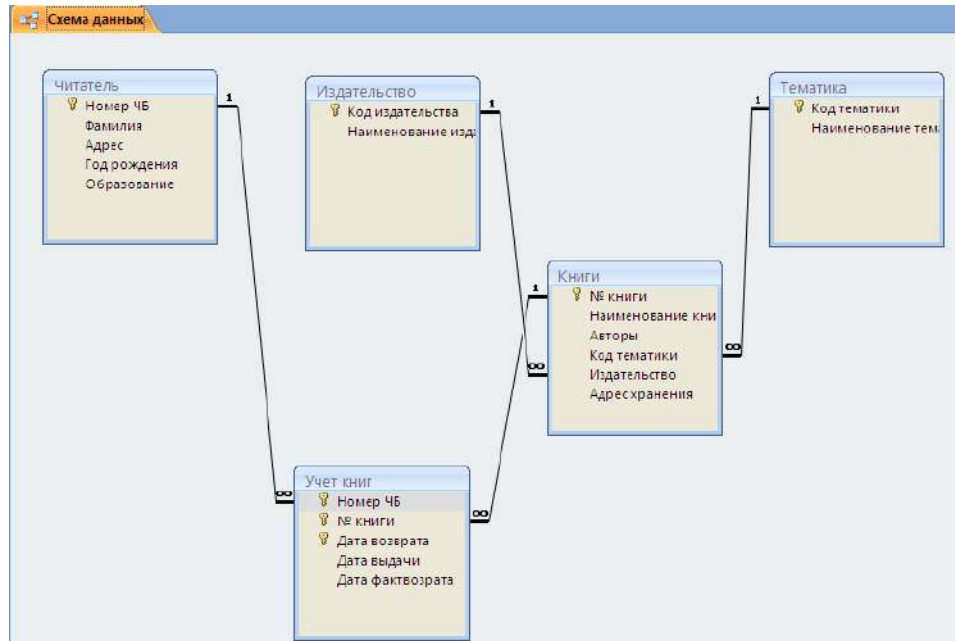 Схема данных
Читатель
Номер ЧБ
Фамилия
Адрес
Год рождения
Образование
1
Издательство
Код издательства
Наименование изда
1
Тематика
Код тематики
Наименование тема
1
Книги
№ книги
Наименование кни
Авторы
Код тематики
Издательство
Адрес хранения
1
∞
∞
Учет книг
Номер ЧБ
№ книги
Дата возврата
Дата выдачи
Дата фактвозрата
∞
∞